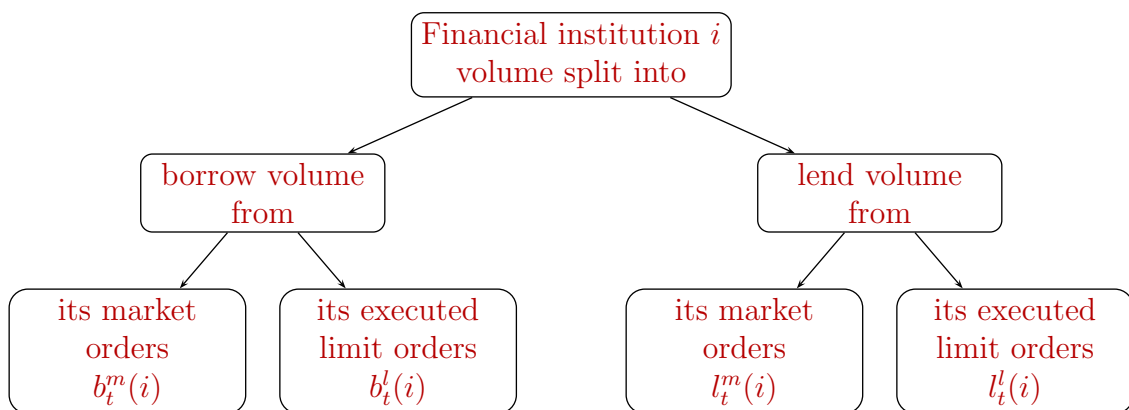 Financial institution i
volume split into
borrow volume
from
lend volume
from
its market
orders
b_t^m(i)
its executed
limit orders
b_t^l(i)
its market
orders
l_t^m(i)
its executed
limit orders
l_t^l(i)